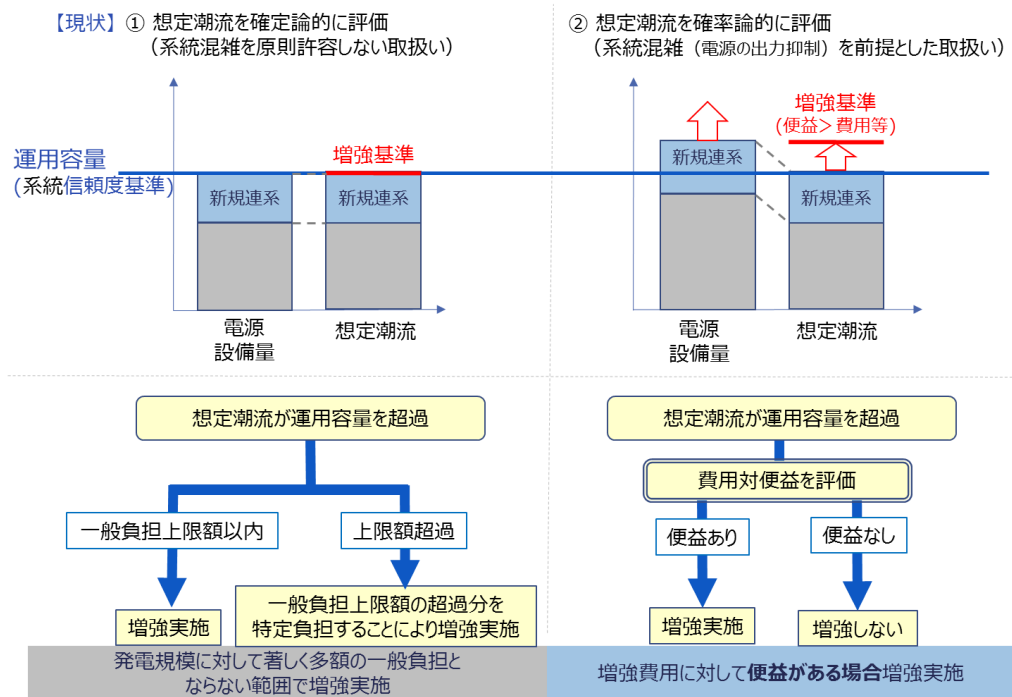 【現状】① 想定潮流を確定論的に評価
（系統混雑を原則許容しない取扱い）
② 想定潮流を確率論的に評価
（系統混雑（電源の出力抑制）を前提とした取扱い）
運用容量
(系統信頼度基準)
増強基準
新規連系
新規連系
電源
設備量
想定潮流
増強基準
(便益＞費用等)
新規連系
新規連系
電源
設備量
想定潮流
想定潮流が運用容量を超過
一般負担上限額以内
上限額超過
増強実施
一般負担上限額の超過分を
特定負担することにより増強実施
発電規模に対して著しく多額の一般負担と
ならない範囲で増強実施
想定潮流が運用容量を超過
費用対便益を評価
便益あり
便益なし
増強実施
増強しない
増強費用に対して便益がある場合増強実施